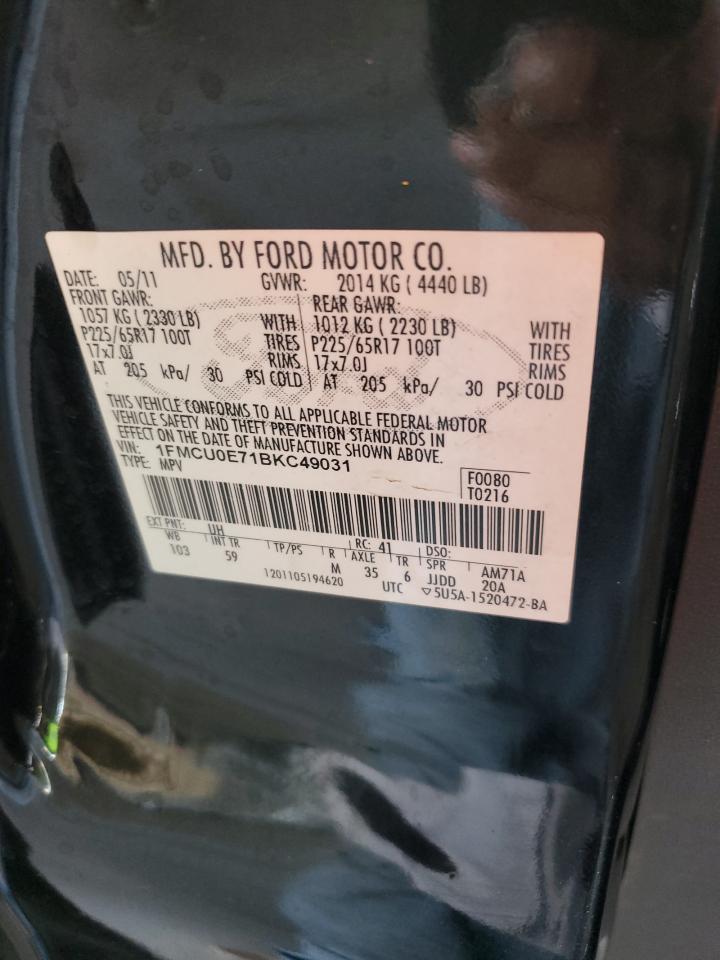 MFD. BY FORD MOTOR CO.
DATE: 05/11 GVWR: 2014 KG ( 4440 LB)
FRONT GAWR: REAR GAWR:
1057 KG ( 2330 LB) WITH 1012 KG ( 2230 LB) WITH
P225/65R17 100T TIRES P225/65R17 100T TIRES
17x7.0J RIMS 17x7.0J RIMS
AT 205 kPa/ 30 PSI COLD AT 205 kPa/ 30 PSI COLD
THIS VEHICLE CONFORMS TO ALL APPLICABLE FEDERAL MOTOR
VEHICLE SAFETY AND THEFT PREVENTION STANDARDS IN
EFFECT ON THE DATE OF MANUFACTURE SHOWN ABOVE.
VIN: 1FMCU0E71BKC49031
TYPE: MPV
F0080
T0216
Ford
EXT PNT: UH RC: 41 DSO:
WB INT TR TP/PS R AXLE TR SPR AM71A
103 59 M 35 6 JJDD 20A
1201105194620 UTC ▽5U5A-1520472-BA